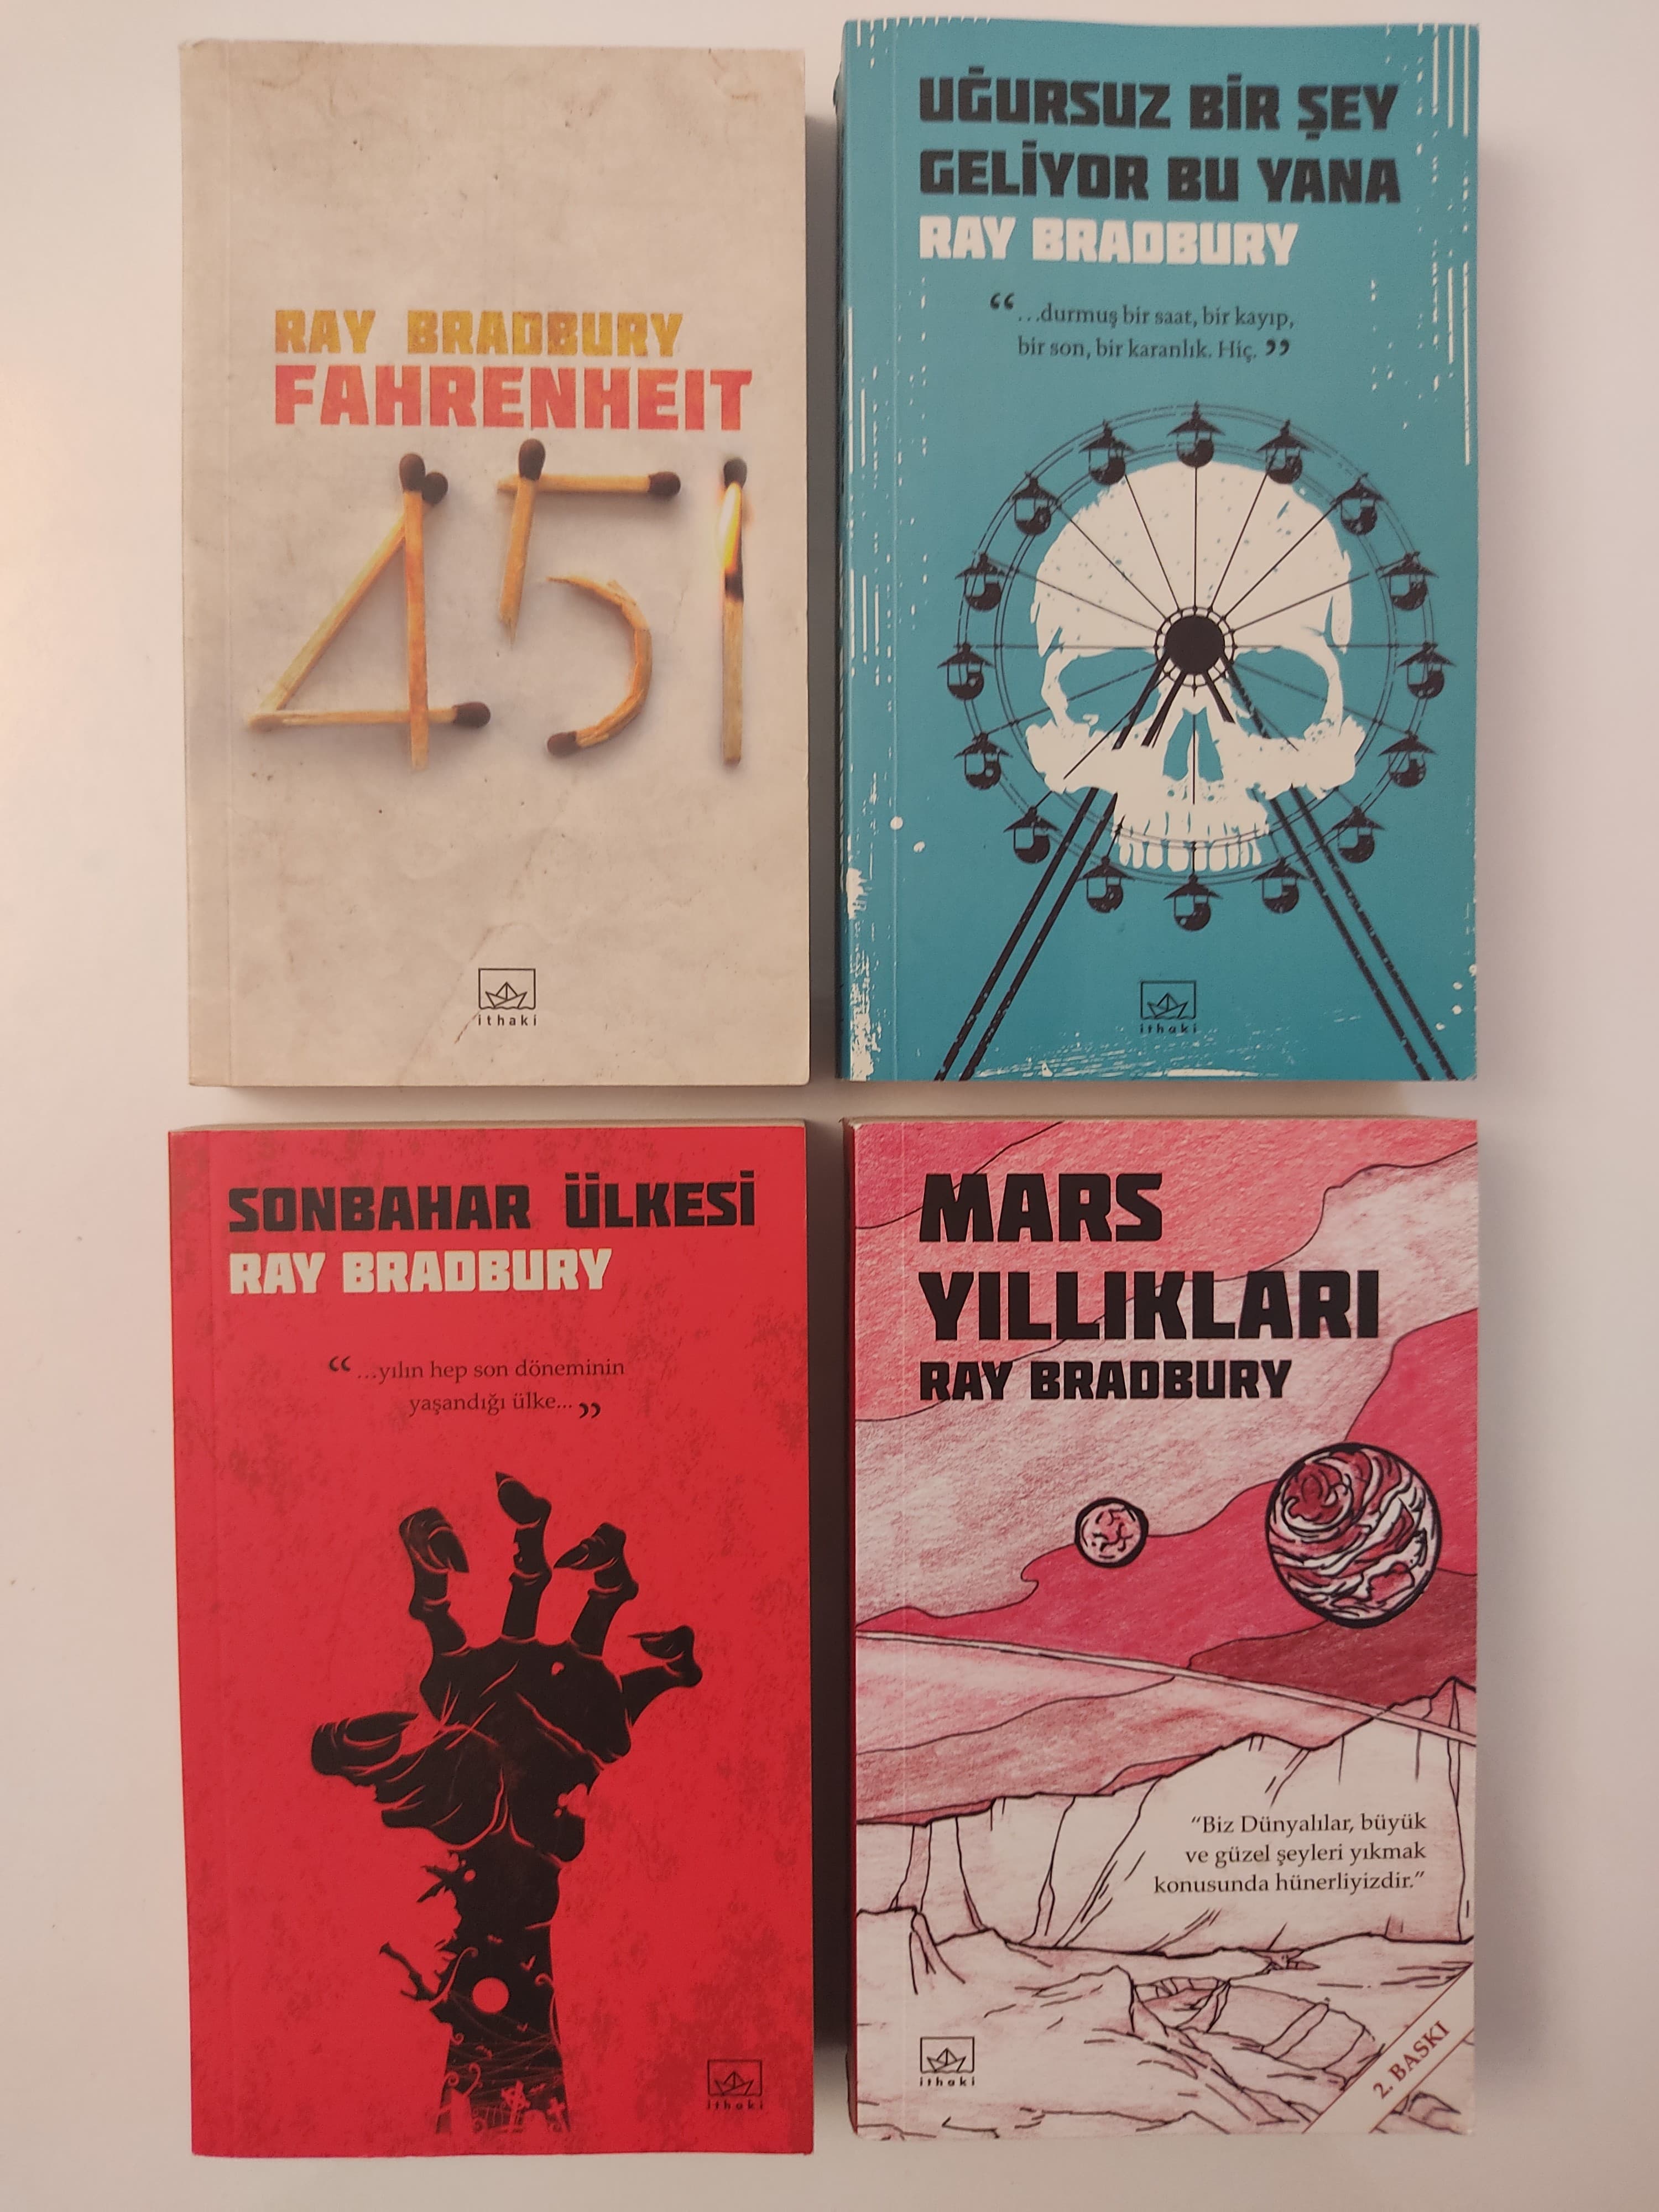 RAY BRADBURY
FAHRENHEIT
451
ithaki
UĞURSUZ BİR ŞEY
GELİYOR BU YANA
RAY BRADBURY
“...durmuş bir saat, bir kayıp,
bir son, bir karanlık. Hiç.”
ithaki
SONBAHAR ÜLKESİ
RAY BRADBURY
“...yılın hep son döneminin
yaşandığı ülke...”
ithaki
MARS
YILLIKLARI
RAY BRADBURY
“Biz Dünyalılar, büyük
ve güzel şeyleri yıkmak
konusunda hünerliyizdir.”
ithaki
2. BASKI